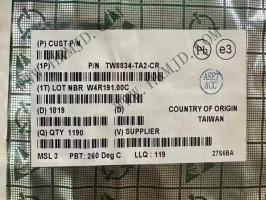 (P) CUST P/N
Pb
e3
(1P) P/N TW8834-TA2-CR
(1T) LOT NBR W4R191.00C
ASET
ACC
(D) 1819
COUNTRY OF ORIGIN
TAIWAN
(Q) QTY 1190 (V) SUPPLIER
MSL 3 PBT: 260 Deg C LLQ: 119 27S6BA